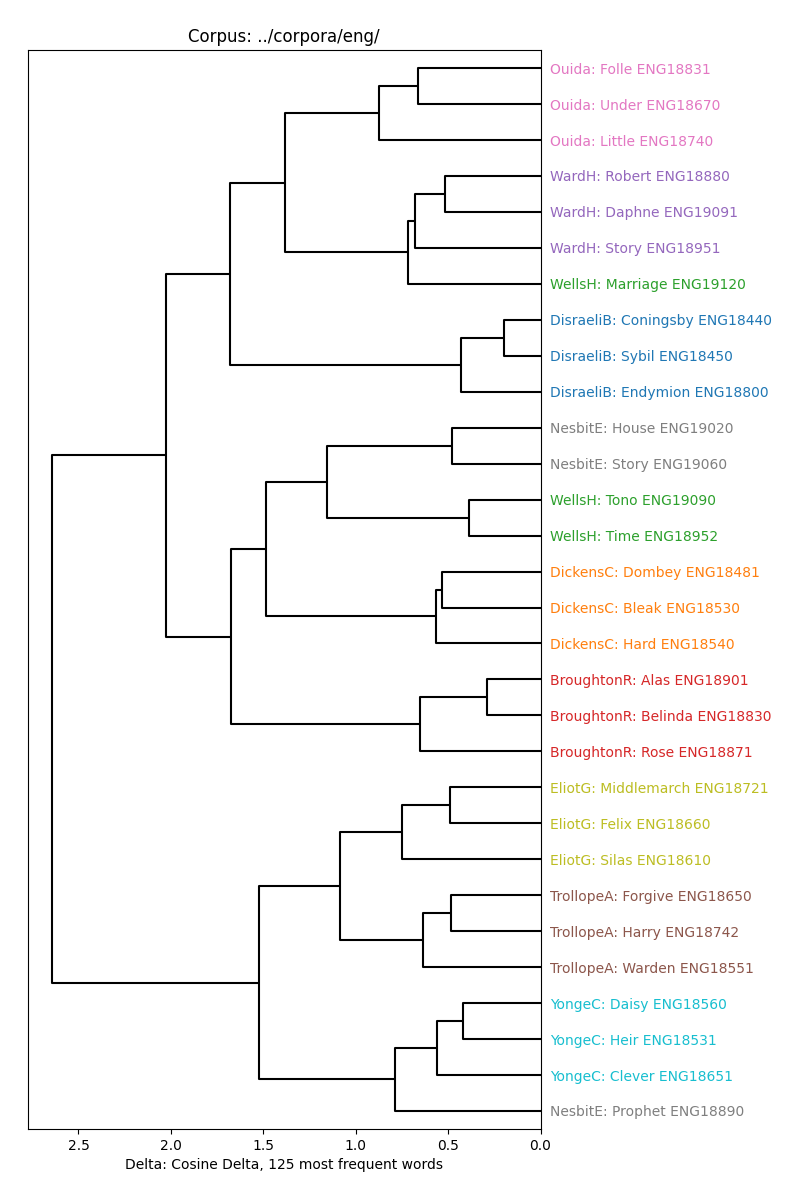 Corpus: ../corpora/eng/
Ouida: Folle ENG18831
Ouida: Under ENG18670
Ouida: Little ENG18740
WardH: Robert ENG18880
WardH: Daphne ENG19091
WardH: Story ENG18951
WellsH: Marriage ENG19120
DisraeliB: Coningsby ENG18440
DisraeliB: Sybil ENG18450
DisraeliB: Endymion ENG18800
NesbitE: House ENG19020
NesbitE: Story ENG19060
WellsH: Tono ENG19090
WellsH: Time ENG18952
DickensC: Dombey ENG18481
DickensC: Bleak ENG18530
DickensC: Hard ENG18540
BroughtonR: Alas ENG18901
BroughtonR: Belinda ENG18830
BroughtonR: Rose ENG18871
EliotG: Middlemarch ENG18721
EliotG: Felix ENG18660
EliotG: Silas ENG18610
TrollopeA: Forgive ENG18650
TrollopeA: Harry ENG18742
TrollopeA: Warden ENG18551
YongeC: Daisy ENG18560
YongeC: Heir ENG18531
YongeC: Clever ENG18651
NesbitE: Prophet ENG18890
2.5 2.0 1.5 1.0 0.5 0.0
Delta: Cosine Delta, 125 most frequent words